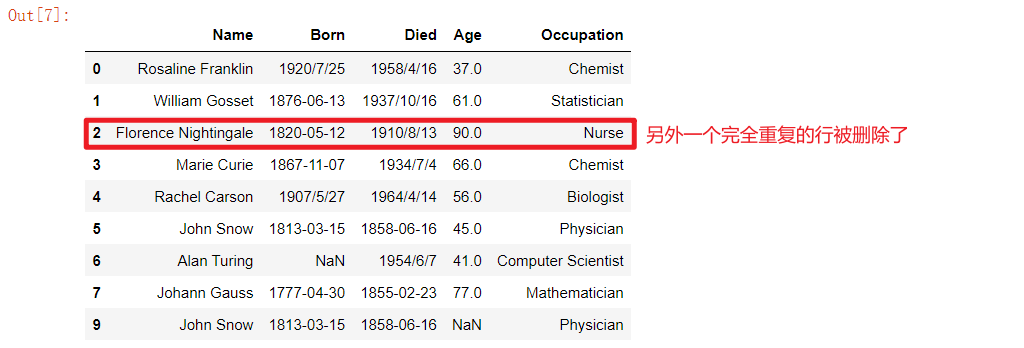 Out[7]:
Name Born Died Age Occupation
0 Rosaline Franklin 1920/7/25 1958/4/16 37.0 Chemist
1 William Gosset 1876-06-13 1937/10/16 61.0 Statistician
2 Florence Nightingale 1820-05-12 1910/8/13 90.0 Nurse 另外一个完全重复的行被删除了
3 Marie Curie 1867-11-07 1934/7/4 66.0 Chemist
4 Rachel Carson 1907/5/27 1964/4/14 56.0 Biologist
5 John Snow 1813-03-15 1858-06-16 45.0 Physician
6 Alan Turing NaN 1954/6/7 41.0 Computer Scientist
7 Johann Gauss 1777-04-30 1855-02-23 77.0 Mathematician
9 John Snow 1813-03-15 1858-06-16 NaN Physician